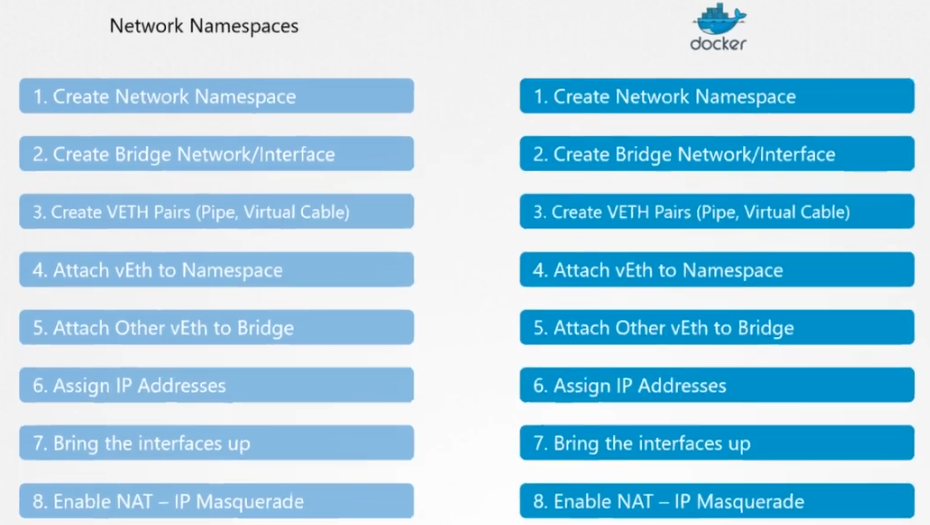 Network Namespaces
docker
1. Create Network Namespace
2. Create Bridge Network/Interface
3. Create VETH Pairs (Pipe, Virtual Cable)
4. Attach vEth to Namespace
5. Attach Other vEth to Bridge
6. Assign IP Addresses
7. Bring the interfaces up
8. Enable NAT – IP Masquerade
1. Create Network Namespace
2. Create Bridge Network/Interface
3. Create VETH Pairs (Pipe, Virtual Cable)
4. Attach vEth to Namespace
5. Attach Other vEth to Bridge
6. Assign IP Addresses
7. Bring the interfaces up
8. Enable NAT – IP Masquerade